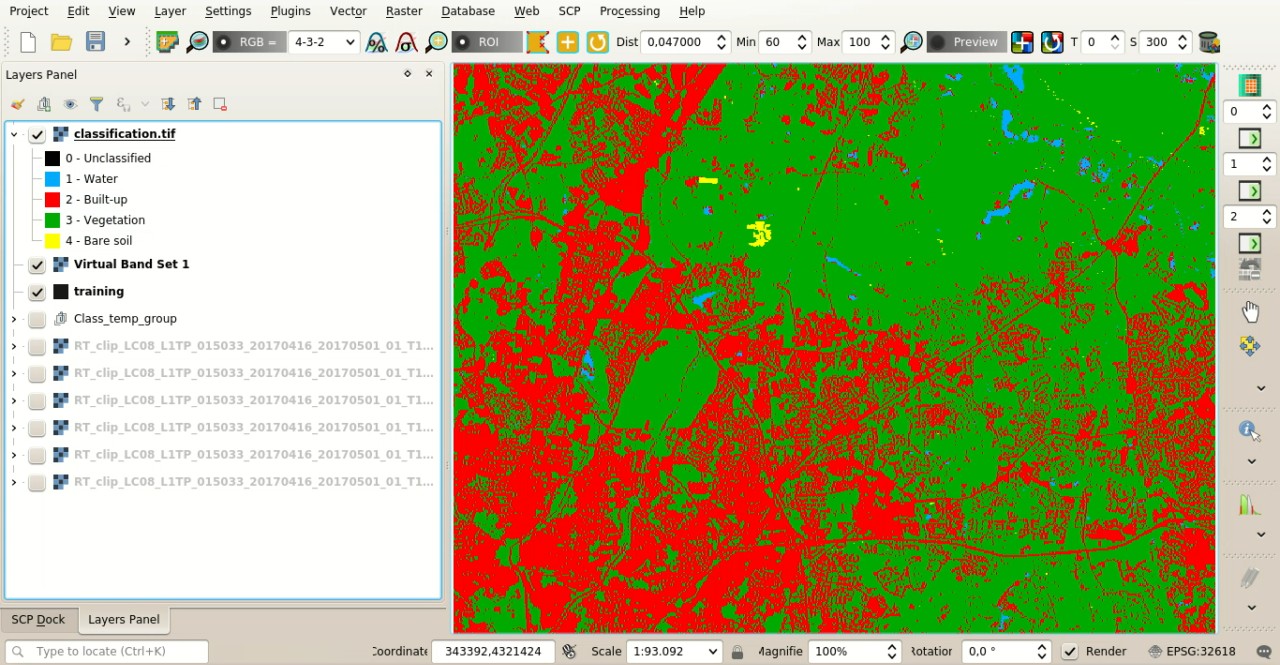 Project Edit View Layer Settings Plugins Vector Raster Database Web SCP Processing Help
RGB = 4-3-2 ROI Dist 0,047000 Min 60 Max 100 Preview T 0 S 300
Layers Panel
classification.tif
0 - Unclassified
1 - Water
2 - Built-up
3 - Vegetation
4 - Bare soil
Virtual Band Set 1
training
Class_temp_group
RT_clip_LC08_L1TP_015033_20170416_20170501_01_T1...
RT_clip_LC08_L1TP_015033_20170416_20170501_01_T1...
RT_clip_LC08_L1TP_015033_20170416_20170501_01_T1...
RT_clip_LC08_L1TP_015033_20170416_20170501_01_T1...
RT_clip_LC08_L1TP_015033_20170416_20170501_01_T1...
RT_clip_LC08_L1TP_015033_20170416_20170501_01_T1...
0
1
2
SCP Dock Layers Panel
Type to locate (Ctrl+K) Coordinate 343392,4321424 Scale 1:93.092 Magnifie 100% Rotation 0,0 ° Render EPSG:32618